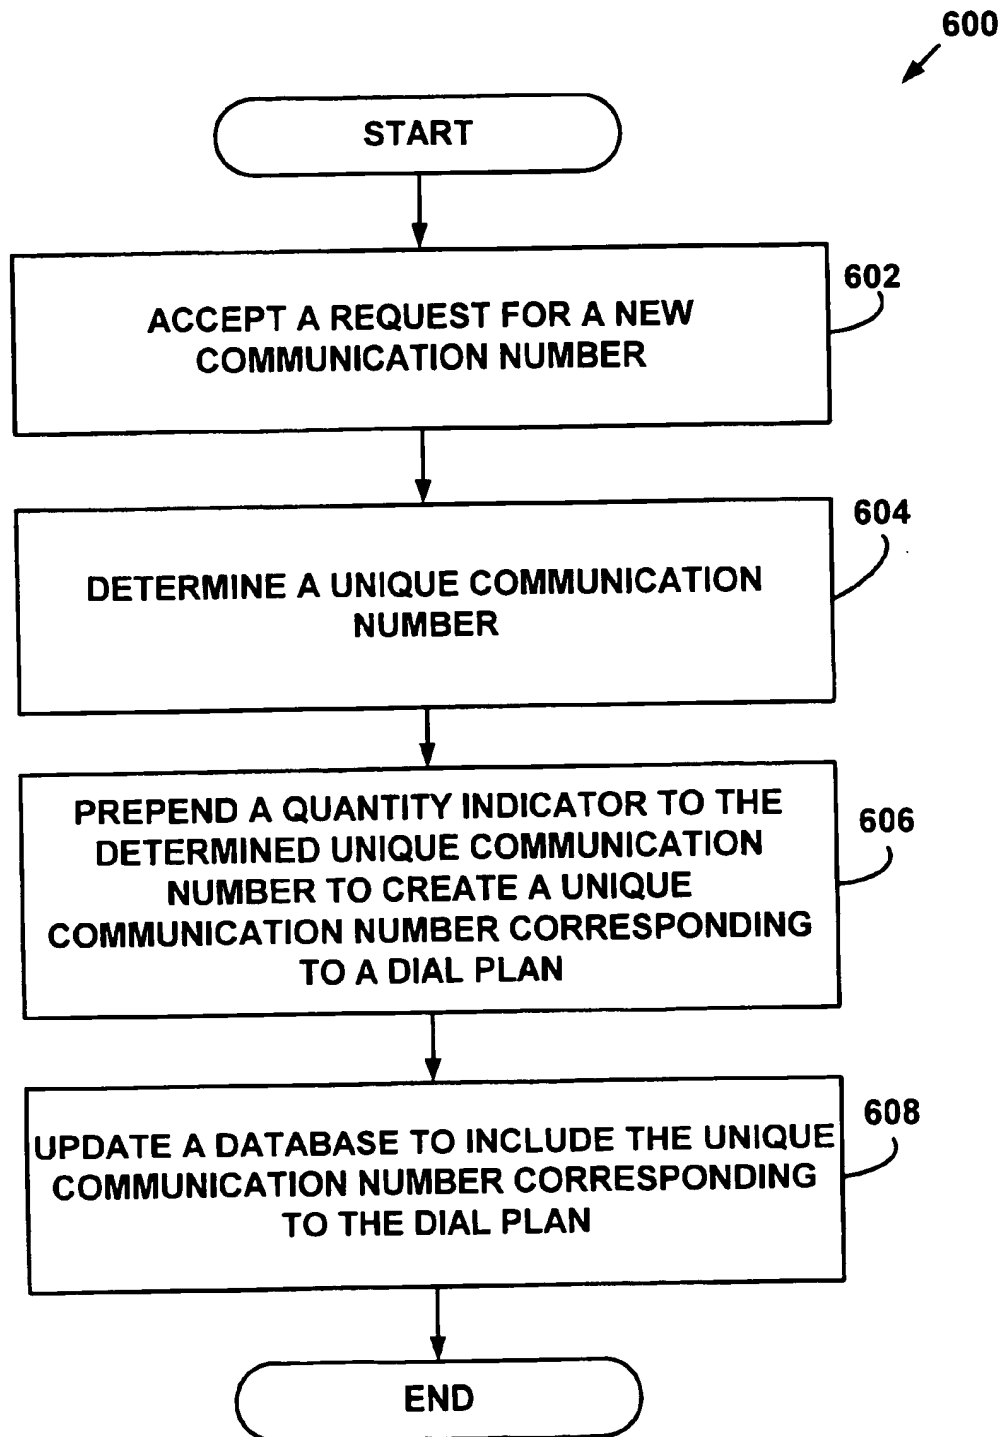 600
START
ACCEPT A REQUEST FOR A NEW
COMMUNICATION NUMBER
602
DETERMINE A UNIQUE COMMUNICATION
NUMBER
604
PREPEND A QUANTITY INDICATOR TO THE
DETERMINED UNIQUE COMMUNICATION
NUMBER TO CREATE A UNIQUE
COMMUNICATION NUMBER CORRESPONDING
TO A DIAL PLAN
606
UPDATE A DATABASE TO INCLUDE THE UNIQUE
COMMUNICATION NUMBER CORRESPONDING
TO THE DIAL PLAN
608
END